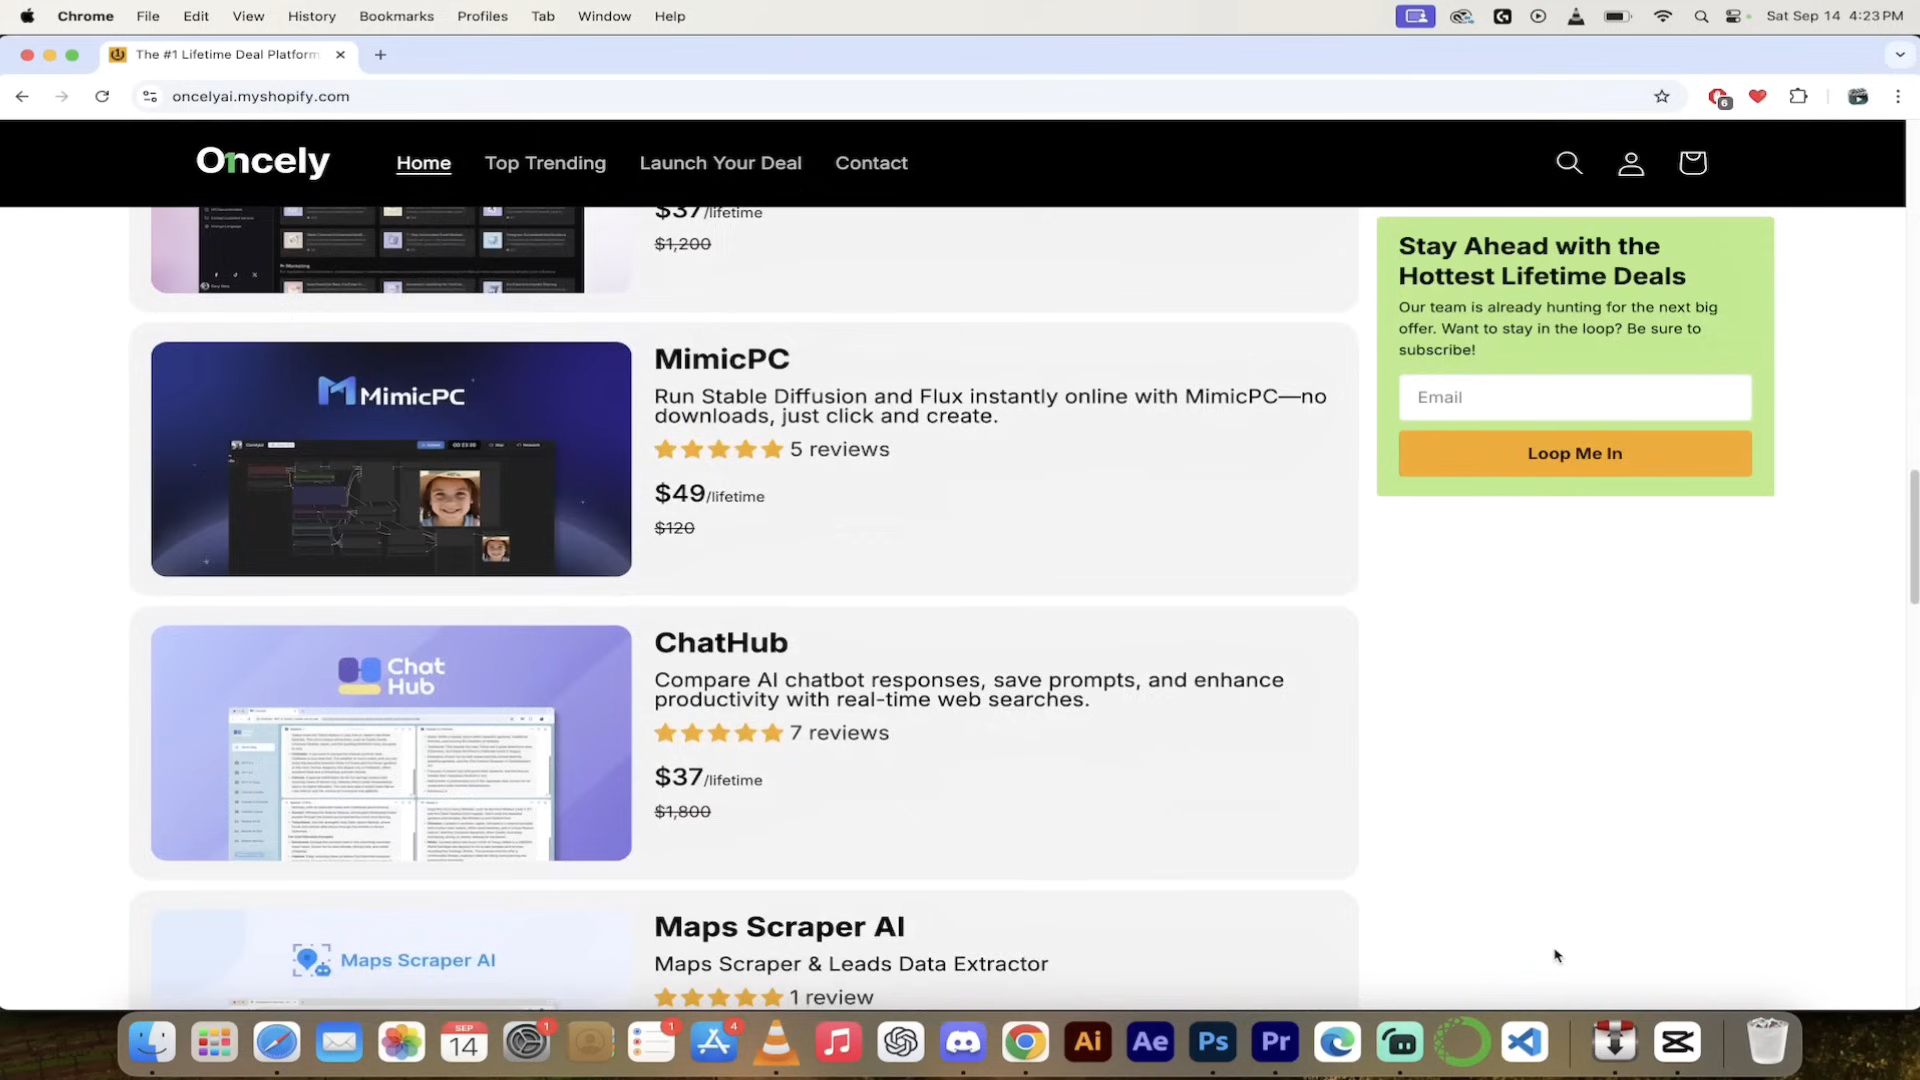 Chrome File Edit View History Bookmarks Profiles Tab Window Help Sat Sep 14 4:23 PM
The #1 Lifetime Deal Platform
oncelyai.myshopify.com
6
Oncely Home Top Trending Launch Your Deal Contact
$37/lifetime
$1,200
MimicPC
MimicPC
Run Stable Diffusion and Flux instantly online with MimicPC—no
downloads, just click and create.
5 reviews
$49/lifetime
$120
Chat
Hub
ChatHub
Compare AI chatbot responses, save prompts, and enhance
productivity with real-time web searches.
7 reviews
$37/lifetime
$1,800
Maps Scraper AI
Maps Scraper AI
Maps Scraper & Leads Data Extractor
1 review
Stay Ahead with the
Hottest Lifetime Deals
Our team is already hunting for the next big
offer. Want to stay in the loop? Be sure to
subscribe!
Email
Loop Me In
SEP
14
1
1
4
Ai
Ae
Ps
Pr